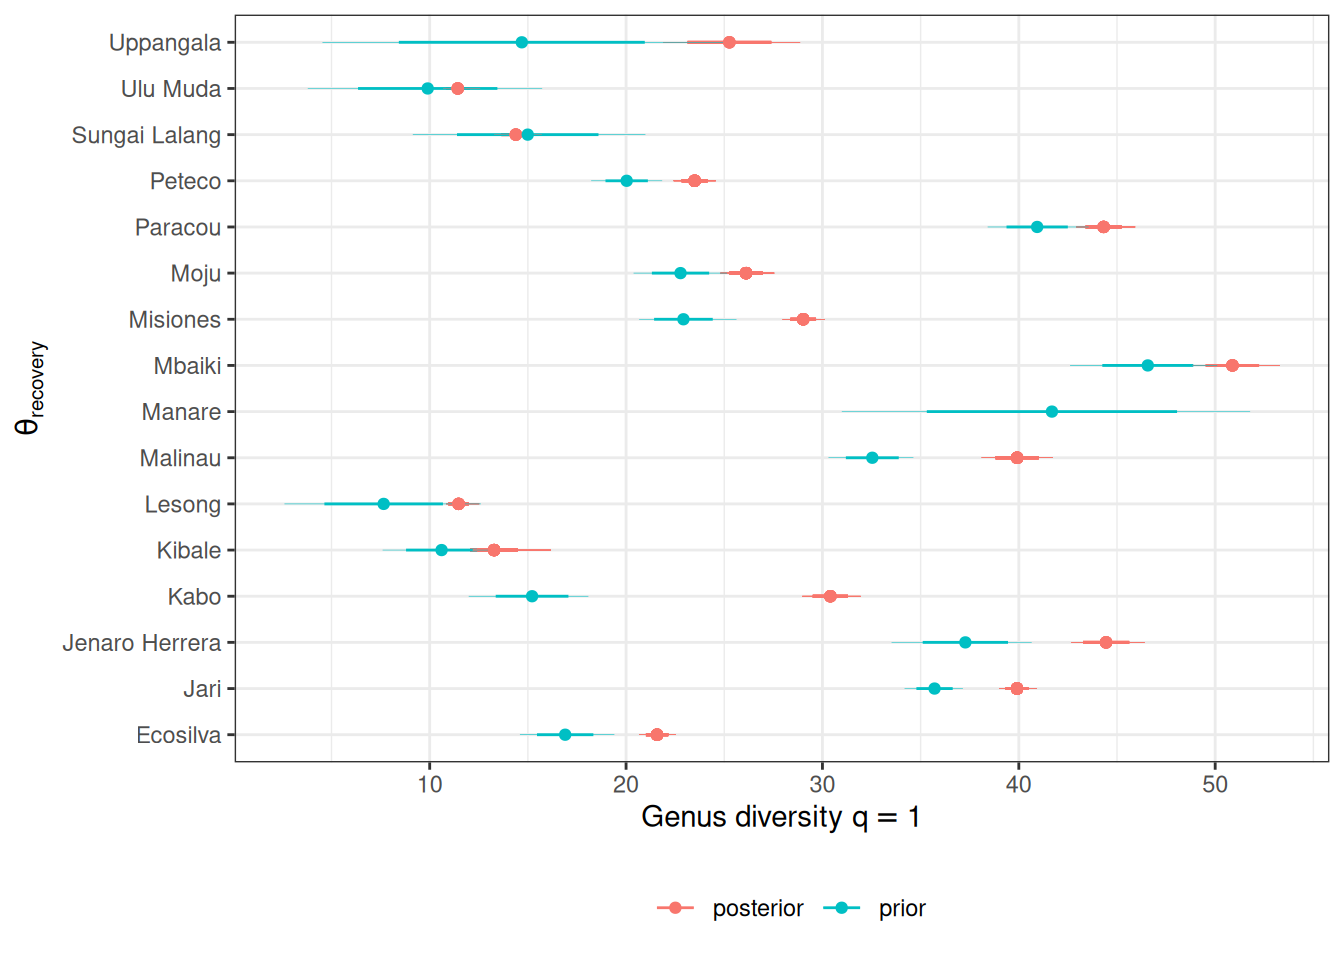 Uppangala
Ulu Muda
Sungai Lalang
Peteco
Paracou
Moju
Misiones
Mbaiki
Manare
Malinau
Lesong
Kibale
Kabo
Jenaro Herrera
Jari
Ecosilva
θrecovery
10 20 30 40 50
Genus diversity q = 1
posterior prior